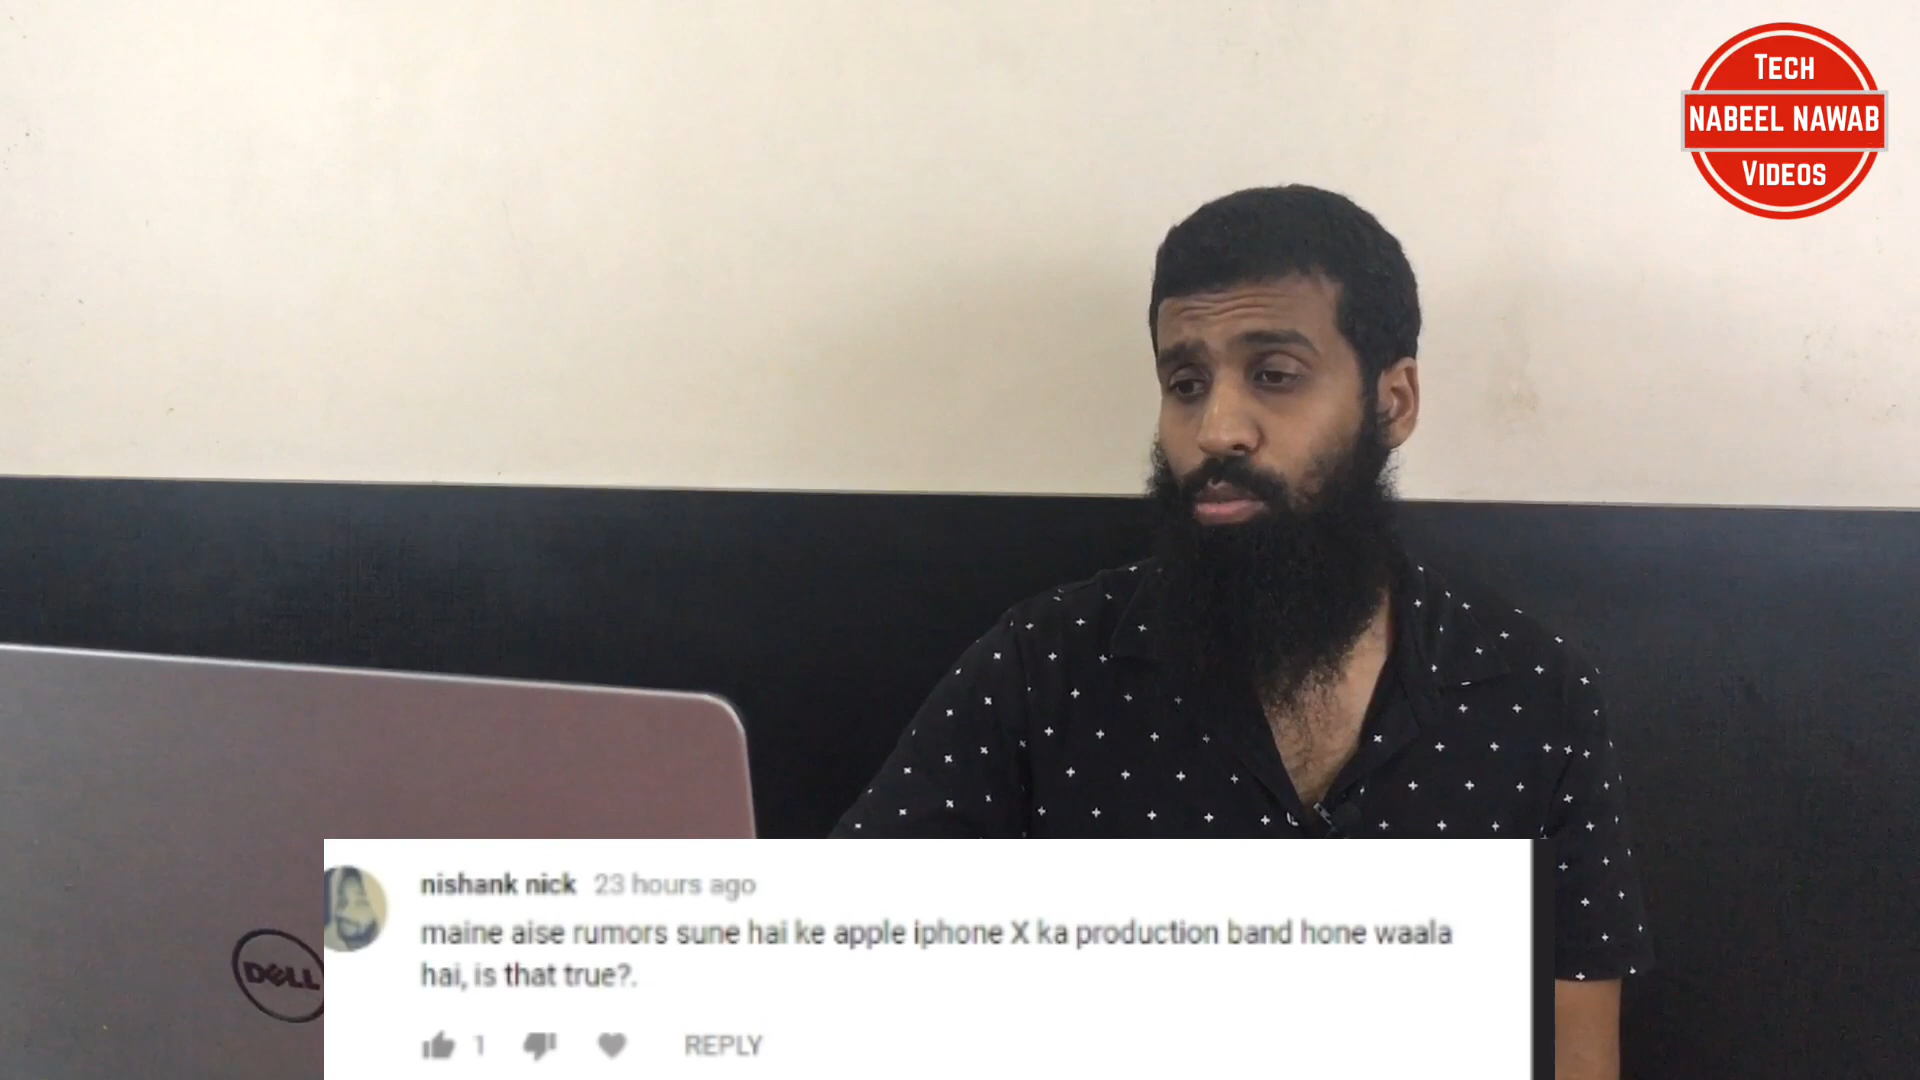 TECH
NABEEL NAWAB
VIDEOS
nishank nick 23 hours ago
maine aise rumors sune hai ke apple iphone X ka production band hone waala
hai, is that true?.
1 REPLY
DELL